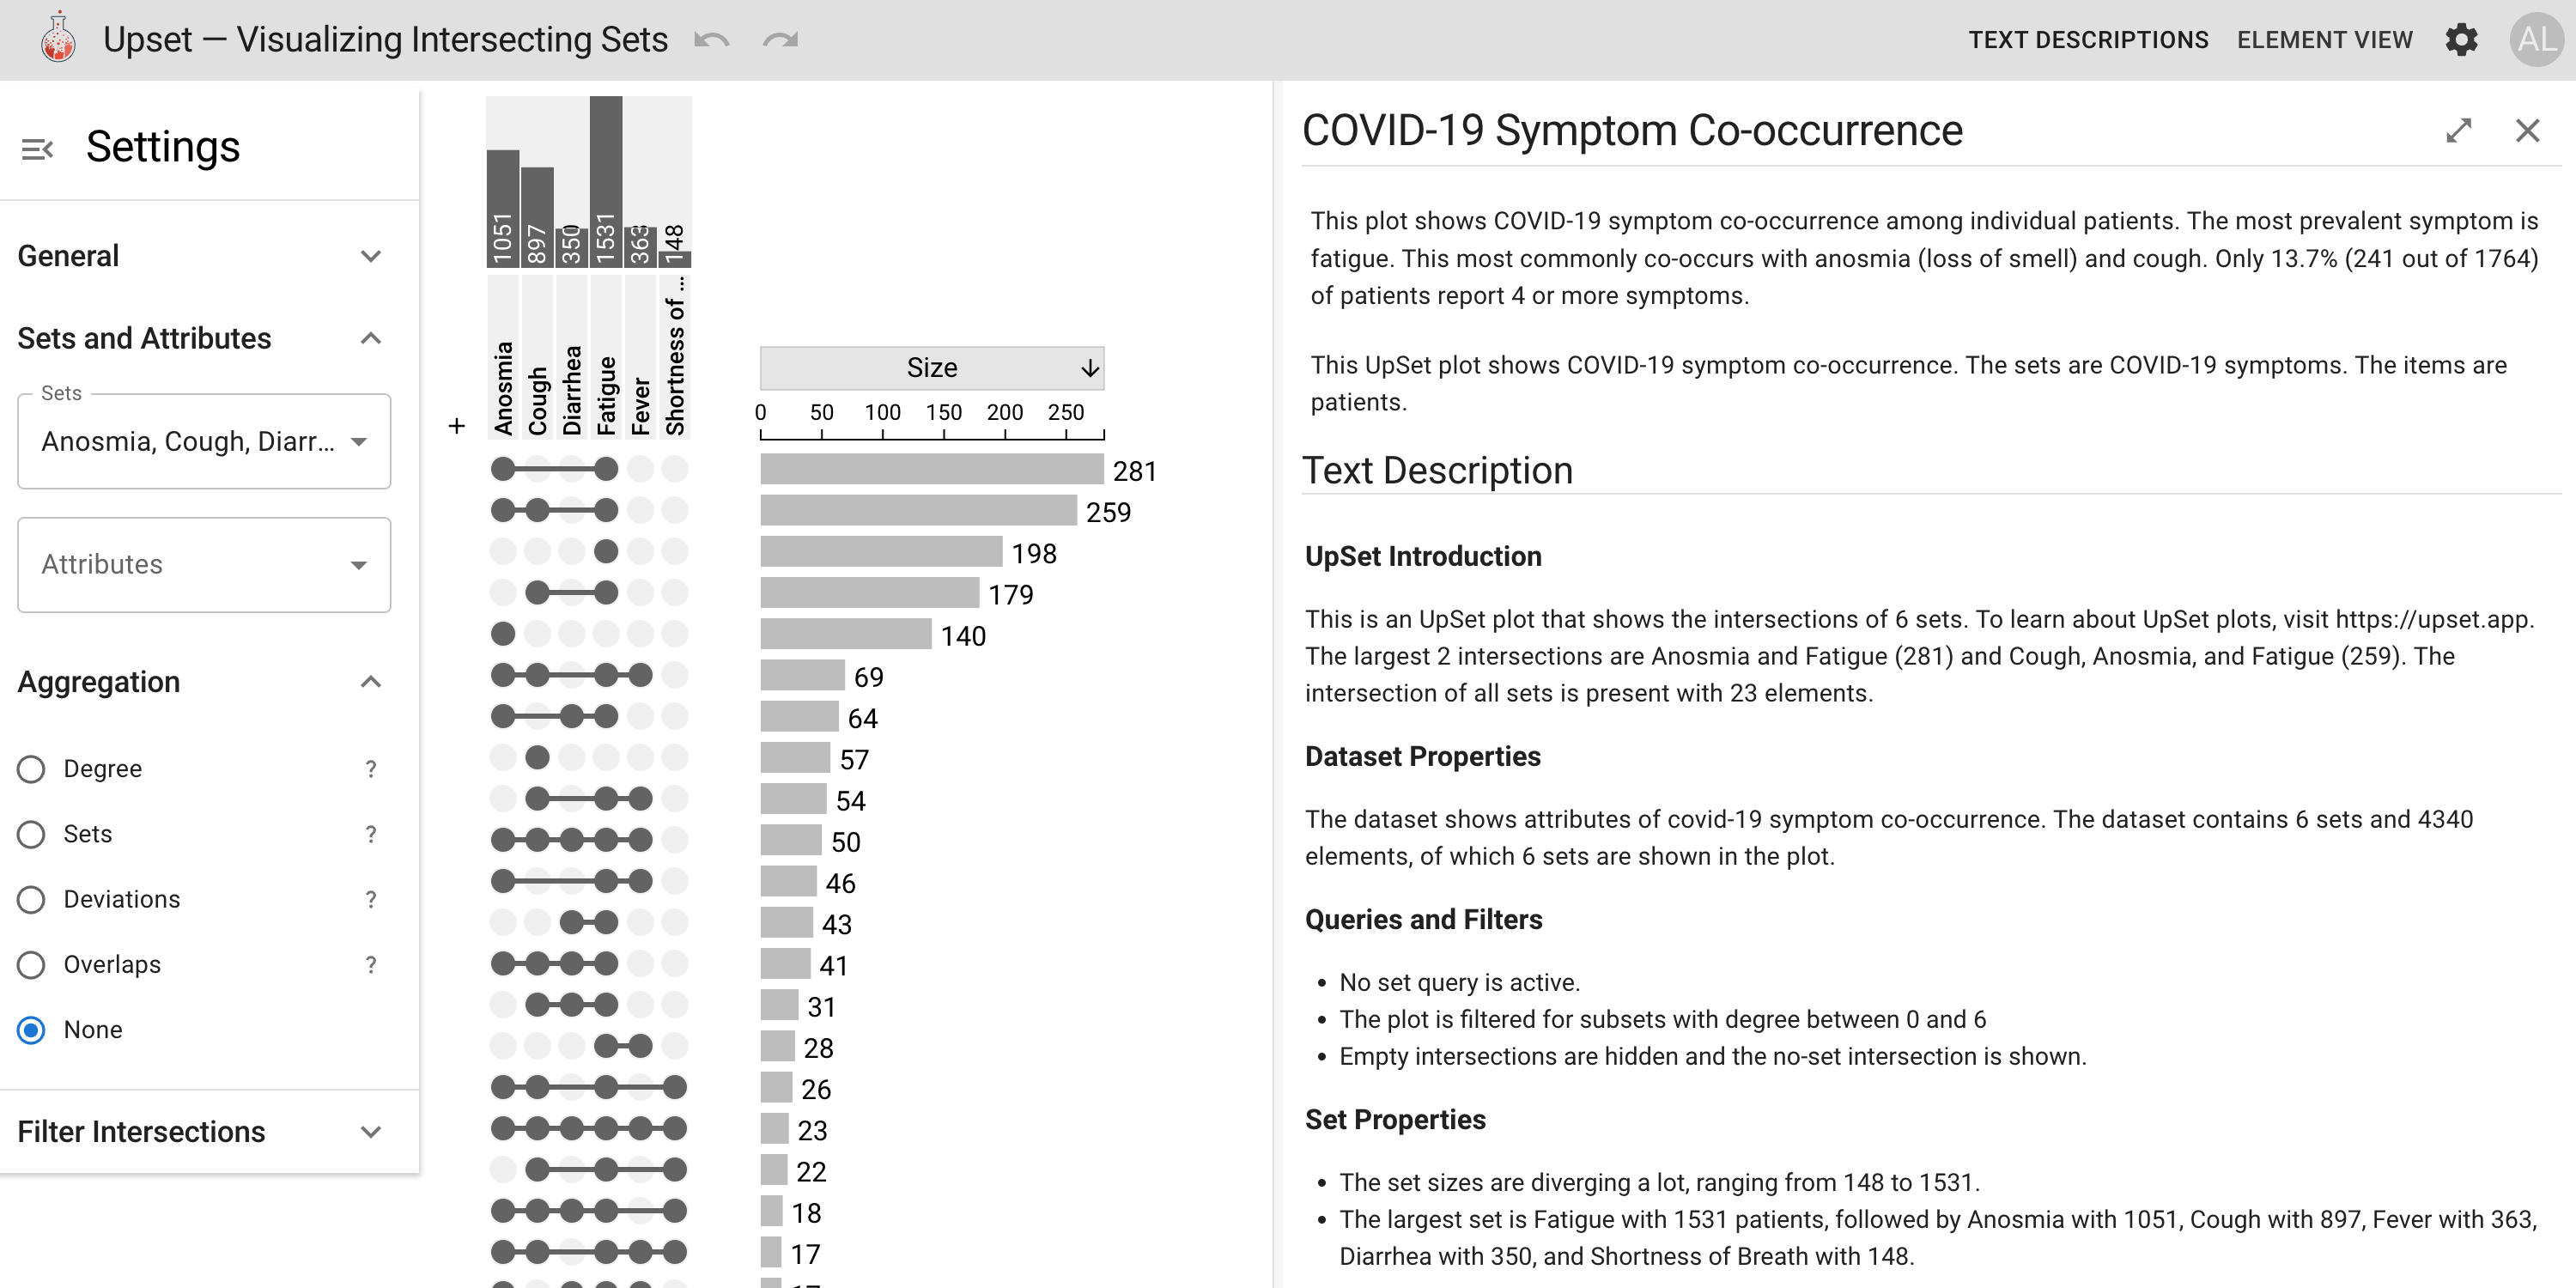 Upset — Visualizing Intersecting Sets
TEXT DESCRIPTIONS
ELEMENT VIEW
AL
Settings
General
Sets and Attributes
Sets
Anosmia, Cough, Diarr...
Attributes
Aggregation
Degree ?
Sets ?
Deviations ?
Overlaps ?
None
Filter Intersections
1051
897
350
1531
363
148
Anosmia
Cough
Diarrhea
Fatigue
Fever
Shortness of ...
+
Size
0 50 100 150 200 250
281
259
198
179
140
69
64
57
54
50
46
43
41
31
28
26
23
22
18
17
COVID-19 Symptom Co-occurrence
This plot shows COVID-19 symptom co-occurrence among individual patients. The most prevalent symptom is
fatigue. This most commonly co-occurs with anosmia (loss of smell) and cough. Only 13.7% (241 out of 1764)
of patients report 4 or more symptoms.
This UpSet plot shows COVID-19 symptom co-occurrence. The sets are COVID-19 symptoms. The items are
patients.
Text Description
UpSet Introduction
This is an UpSet plot that shows the intersections of 6 sets. To learn about UpSet plots, visit https://upset.app.
The largest 2 intersections are Anosmia and Fatigue (281) and Cough, Anosmia, and Fatigue (259). The
intersection of all sets is present with 23 elements.
Dataset Properties
The dataset shows attributes of covid-19 symptom co-occurrence. The dataset contains 6 sets and 4340
elements, of which 6 sets are shown in the plot.
Queries and Filters
• No set query is active.
• The plot is filtered for subsets with degree between 0 and 6
• Empty intersections are hidden and the no-set intersection is shown.
Set Properties
• The set sizes are diverging a lot, ranging from 148 to 1531.
• The largest set is Fatigue with 1531 patients, followed by Anosmia with 1051, Cough with 897, Fever with 363,
Diarrhea with 350, and Shortness of Breath with 148.